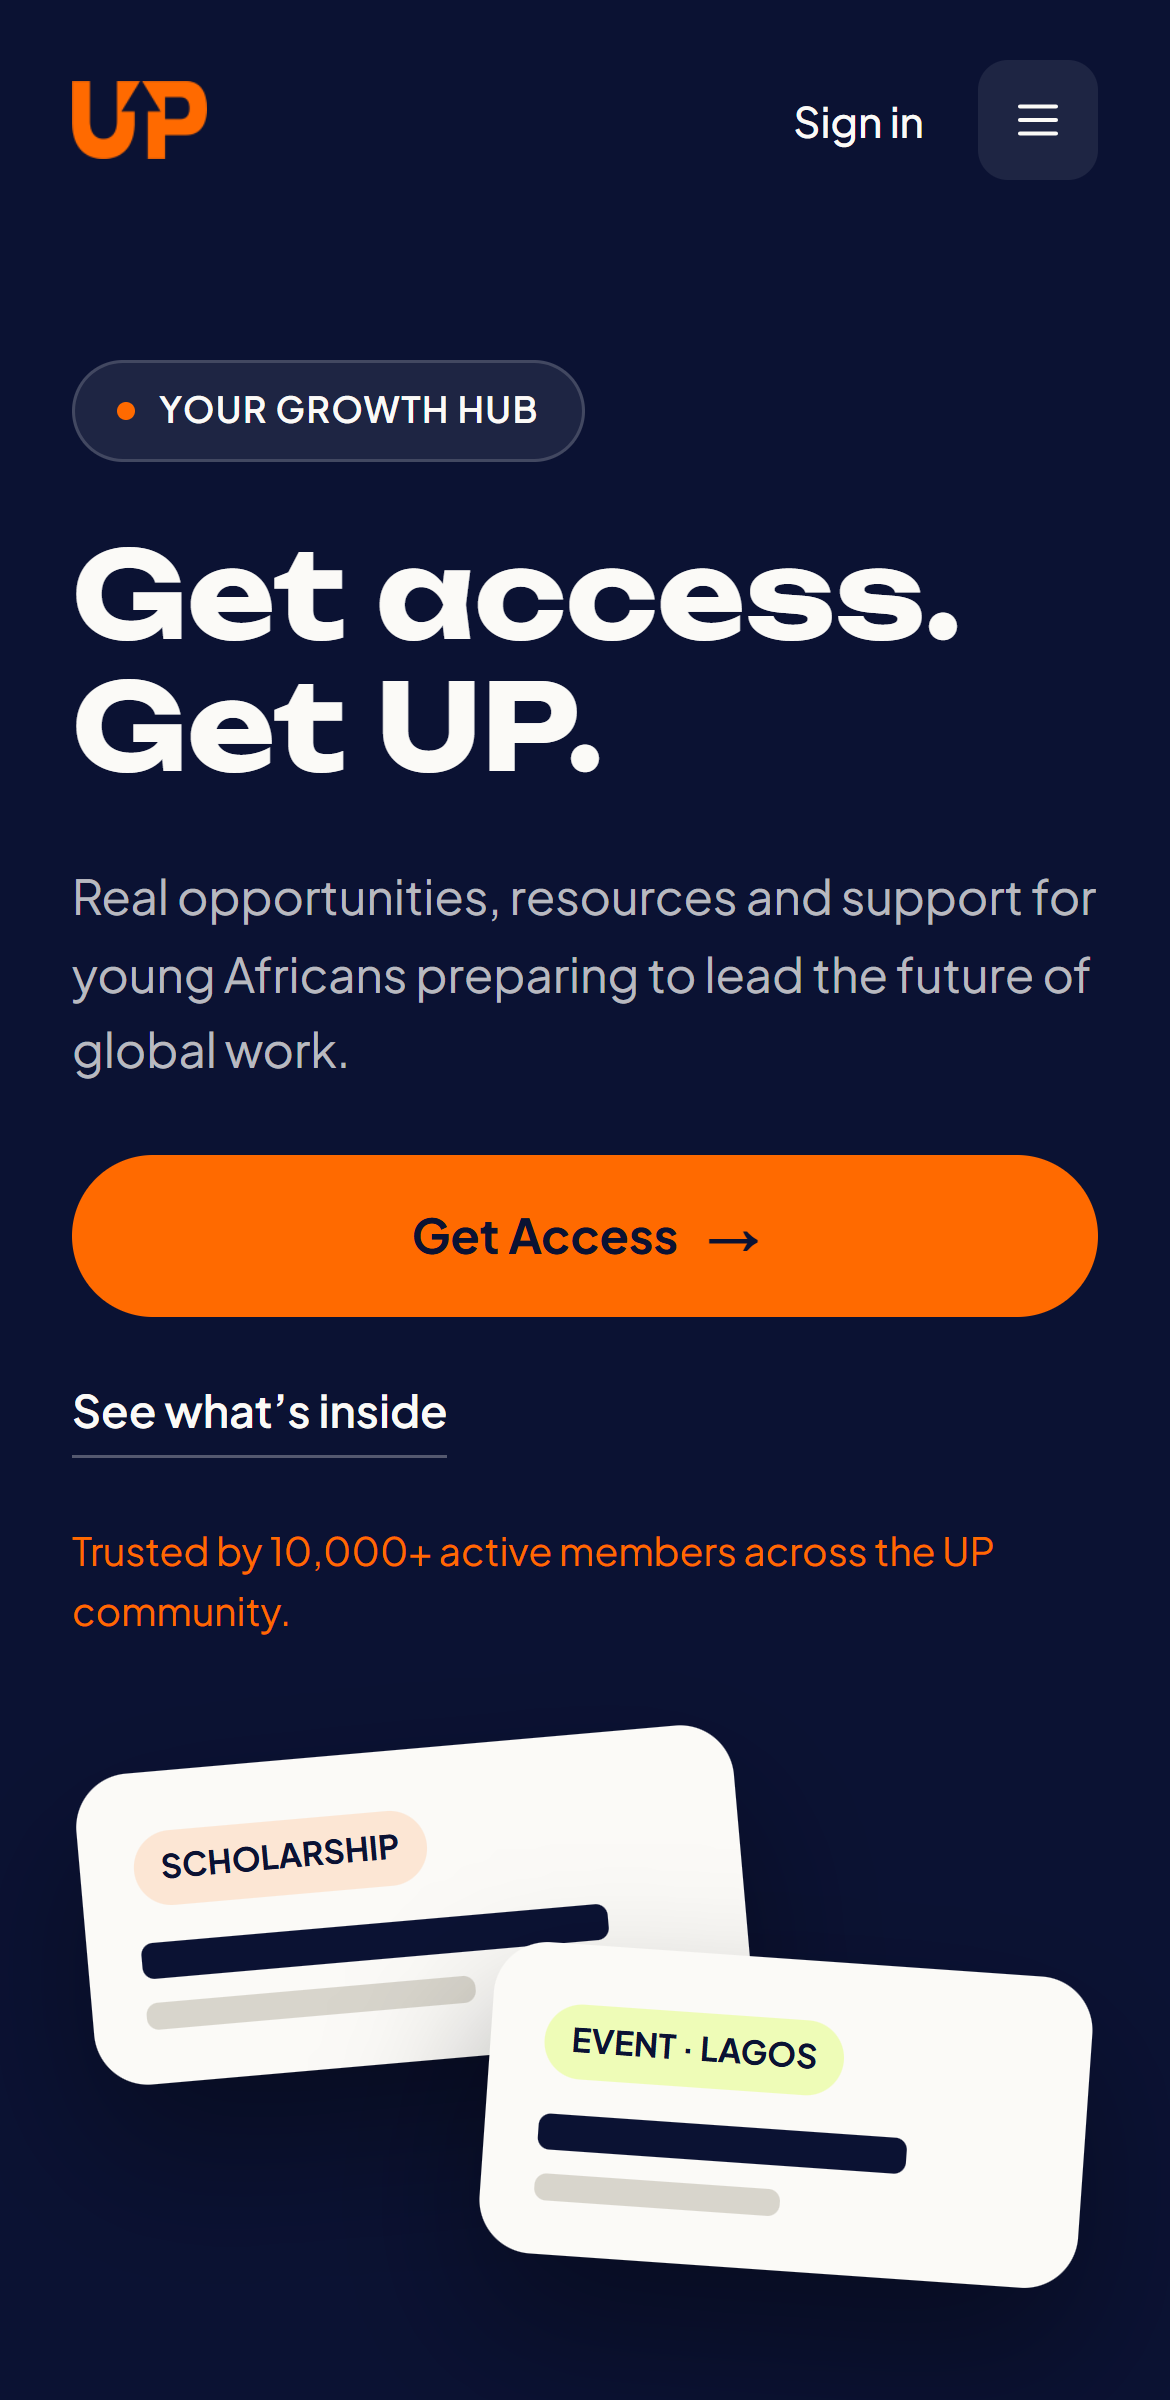 UP
Sign in
YOUR GROWTH HUB
Get access.
Get UP.
Real opportunities, resources and support for
young Africans preparing to lead the future of
global work.
Get Access →
See what’s inside
Trusted by 10,000+ active members across the UP
community.
SCHOLARSHIP
EVENT · LAGOS